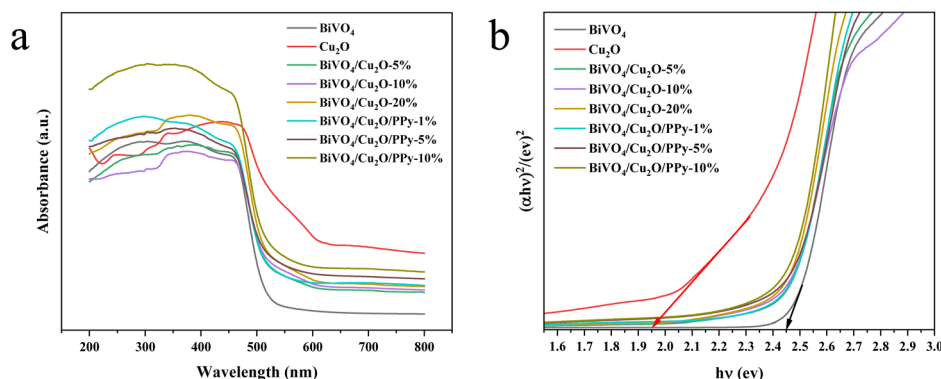 a
Absorbance (a.u.)
BiVO₄
Cu₂O
BiVO₄/Cu₂O-5%
BiVO₄/Cu₂O-10%
BiVO₄/Cu₂O-20%
BiVO₄/Cu₂O/PPy-1%
BiVO₄/Cu₂O/PPy-5%
BiVO₄/Cu₂O/PPy-10%
200 300 400 500 600 700 800
Wavelength (nm)
b
(αhν)²/(ev)²
BiVO₄
Cu₂O
BiVO₄/Cu₂O-5%
BiVO₄/Cu₂O-10%
BiVO₄/Cu₂O-20%
BiVO₄/Cu₂O/PPy-1%
BiVO₄/Cu₂O/PPy-5%
BiVO₄/Cu₂O/PPy-10%
1.6 1.7 1.8 1.9 2.0 2.1 2.2 2.3 2.4 2.5 2.6 2.7 2.8 2.9 3.0
hν (ev)